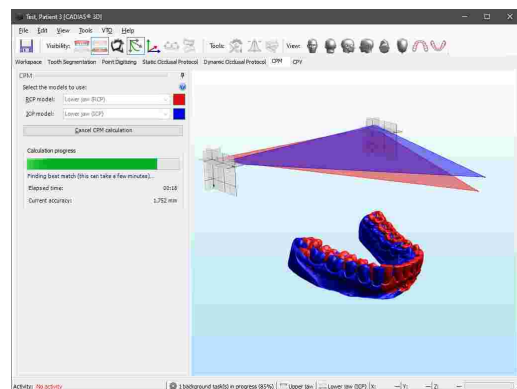 Test, Patient 3 [CADIAS® 3D]
File Edit View Tools VTO Help
Visibility: Tools: View:
Workspace Tooth Segmentation Point Digitizing Static Occlusal Protocol Dynamic Occlusal Protocol CPM CPV
CPM
Select the models to use:
RCP model: Lower jaw (RCP)
ICP model: Lower jaw (ICP)
Cancel CPM calculation
Calculation progress
Finding best match (this can take a few minutes)...
Elapsed time: 00:18
Current accuracy: 1.752 mm
Activity: No activity 1 background task(s) in progress (85%) Upper jaw Lower jaw (ICP) X: — Y: — Z: —